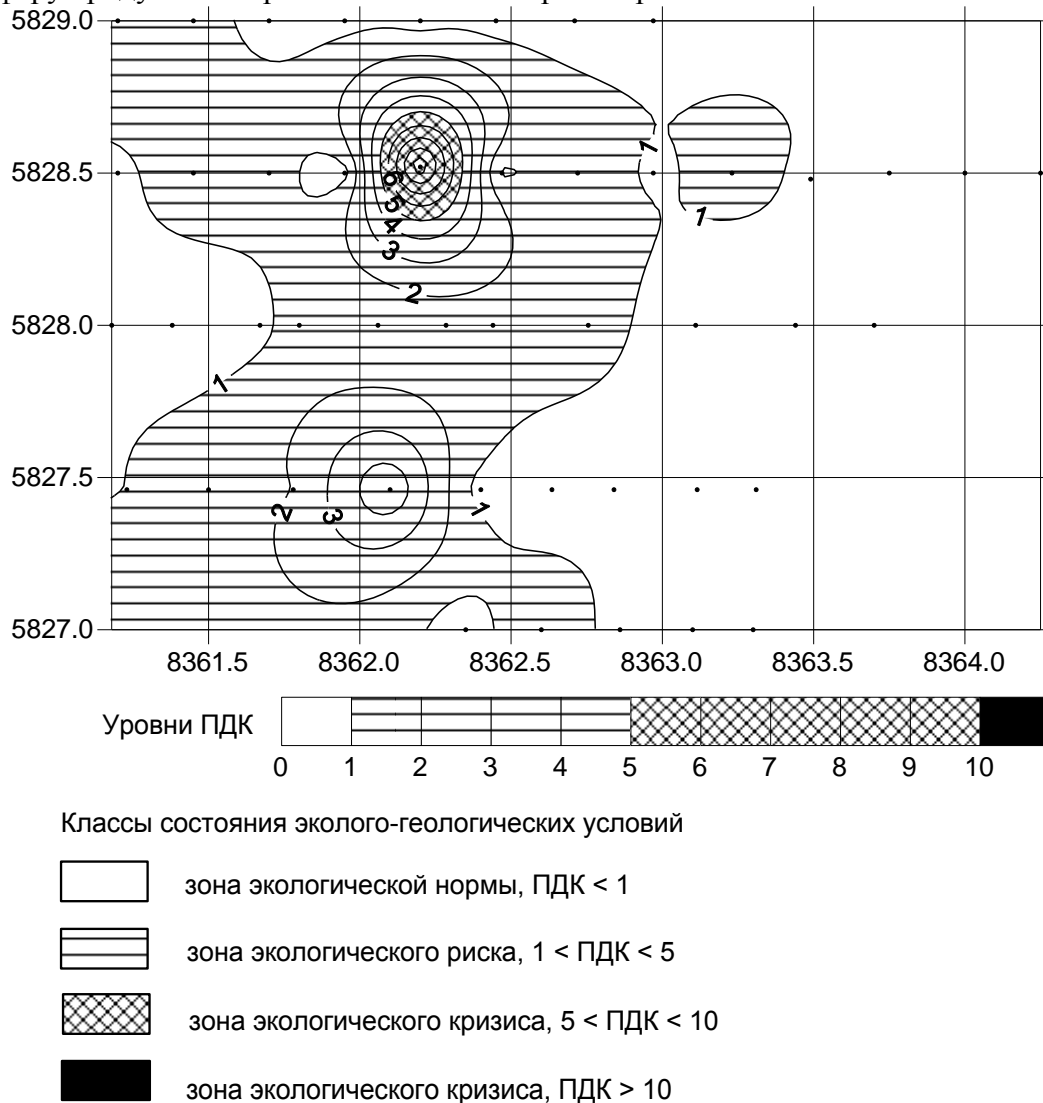 5829.0
1
5828.5
6
5
4
1
3
2
5828.0
1
5827.5
2
3
1
5827.0
8361.5 8362.0 8362.5 8363.0 8363.5 8364.0
Уровни ПДК
0 1 2 3 4 5 6 7 8 9 10
Классы состояния эколого-геологических условий
зона экологической нормы, ПДК < 1
зона экологического риска, 1 < ПДК < 5
зона экологического кризиса, 5 < ПДК < 10
зона экологического кризиса, ПДК > 10